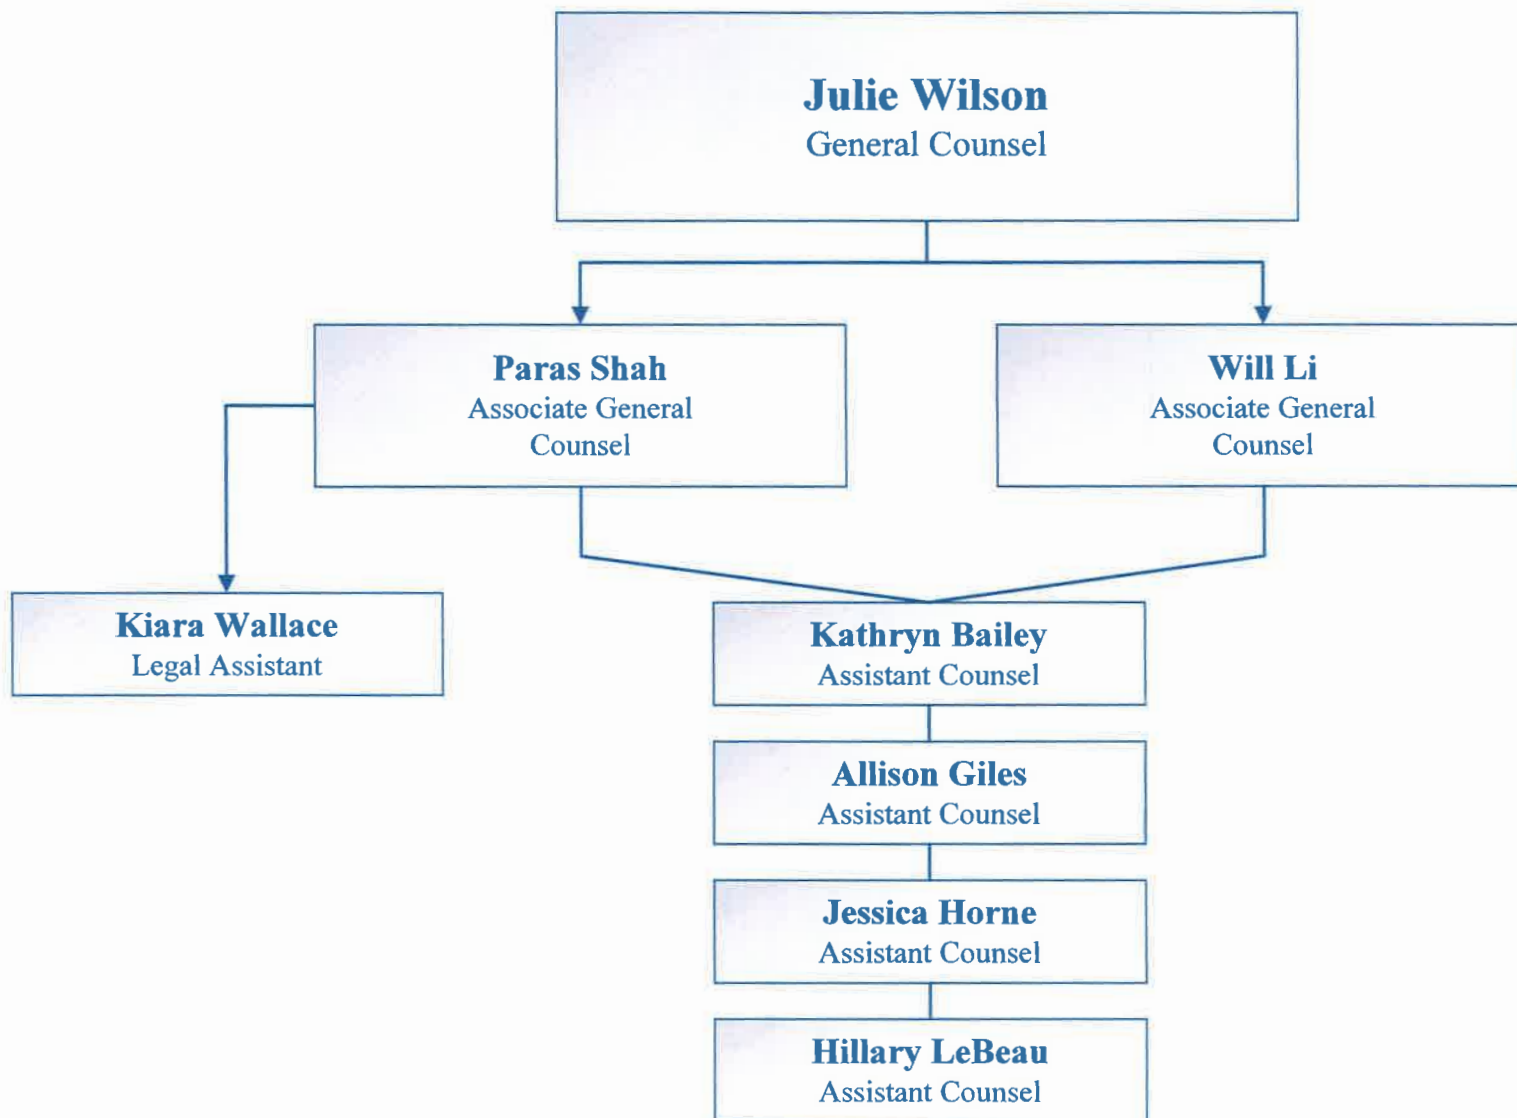 Julie Wilson
General Counsel
Paras Shah
Associate General
Counsel
Will Li
Associate General
Counsel
Kiara Wallace
Legal Assistant
Kathryn Bailey
Assistant Counsel
Allison Giles
Assistant Counsel
Jessica Horne
Assistant Counsel
Hillary LeBeau
Assistant Counsel